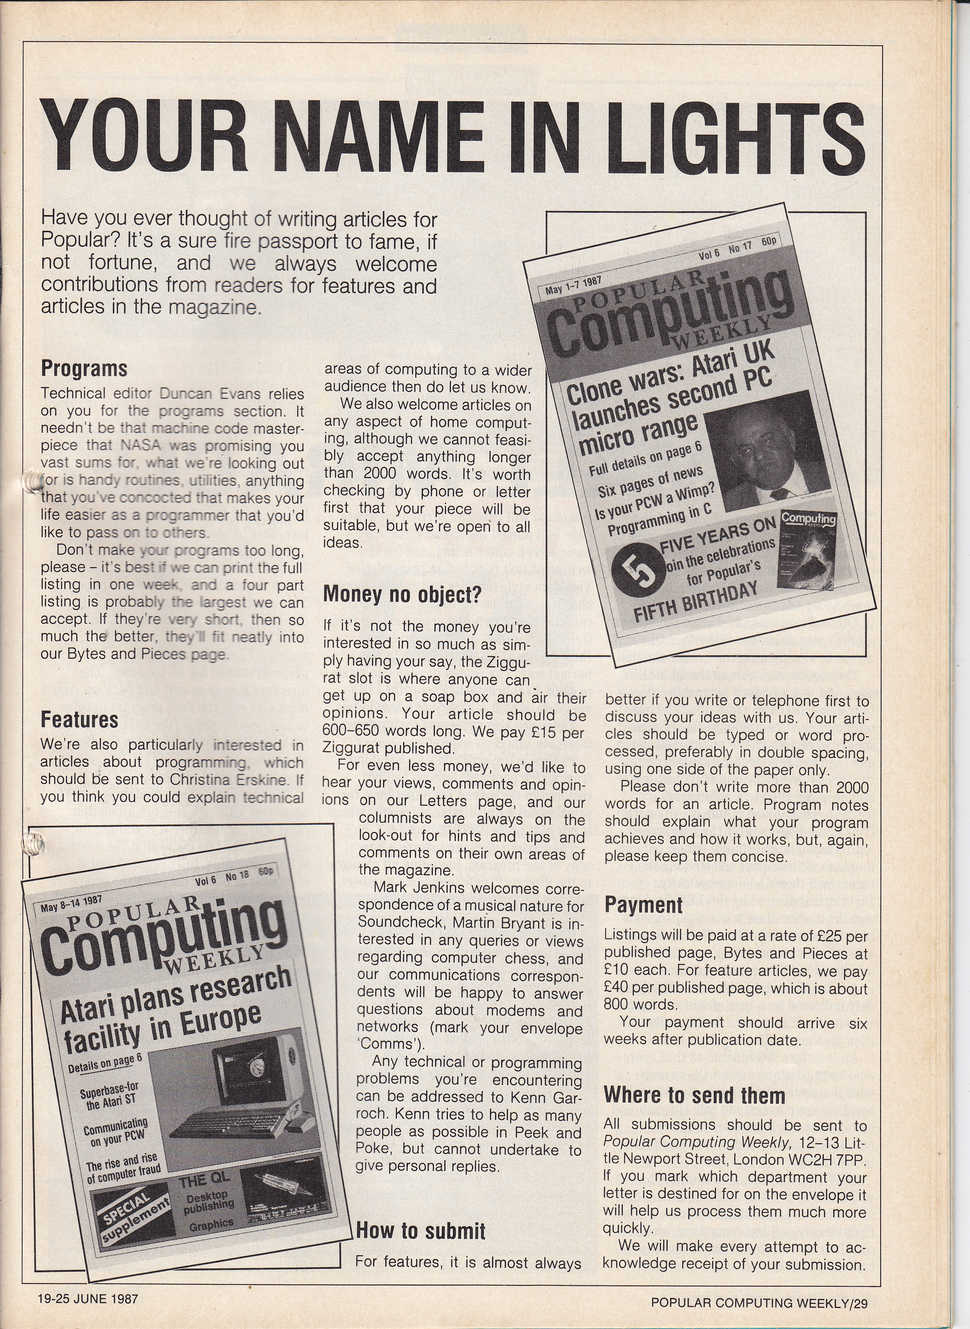 YOUR NAME IN LIGHTS
Have you ever thought of writing articles for
Popular? It's a sure fire passport to fame, if
not fortune, and we always welcome
contributions from readers for features and
articles in the magazine.
Programs
Technical editor Duncan Evans relies
on you for the programs section. It
needn't be that machine code master-
piece that NASA was promising you
vast sums for, what we're looking out
for is handy routines, utilities, anything
that you've concocted that makes your
life easier as a programmer that you'd
like to pass on to others.
Don't make your programs too long,
please – it's best if we can print the full
listing in one week, and a four part
listing is probably the largest we can
accept. If they're very short, then so
much the better, they'll fit neatly into
our Bytes and Pieces page.
Features
We're also particularly interested in
articles about programming, which
should be sent to Christina Erskine. If
you think you could explain technical
May 8–14 1987
Vol 6 No 18 60p
POPULAR
Computing
WEEKLY
Atari plans research
facility in Europe
Details on page 6
Superbase for
the Atari ST
Communicating
on your PCW
The rise and rise
of computer fraud
SPECIAL
supplement
THE QL
Desktop
publishing
Graphics
areas of computing to a wider
audience then do let us know.
We also welcome articles on
any aspect of home comput-
ing, although we cannot feasi-
bly accept anything longer
than 2000 words. It's worth
checking by phone or letter
first that your piece will be
suitable, but we're open to all
ideas.
Money no object?
If it's not the money you're
interested in so much as sim-
ply having your say, the Ziggu-
rat slot is where anyone can
get up on a soap box and air their
opinions. Your article should be
600–650 words long. We pay £15 per
Ziggurat published.
For even less money, we'd like to
hear your views, comments and opin-
ions on our Letters page, and our
columnists are always on the
look-out for hints and tips and
comments on their own areas of
the magazine.
Mark Jenkins welcomes corre-
spondence of a musical nature for
Soundcheck, Martin Bryant is in-
terested in any queries or views
regarding computer chess, and
our communications correspon-
dents will be happy to answer
questions about modems and
networks (mark your envelope
'Comms').
Any technical or programming
problems you're encountering
can be addressed to Kenn Gar-
roch. Kenn tries to help as many
people as possible in Peek and
Poke, but cannot undertake to
give personal replies.
How to submit
For features, it is almost always
May 1–7 1987
Vol 6 No 17 60p
POPULAR
Computing
WEEKLY
Clone wars: Atari UK
launches second PC
micro range
Full details on page 6
Six pages of news
Is your PCW a Wimp?
Programming in C
5
FIVE YEARS ON
oin the celebrations
for Popular's
FIFTH BIRTHDAY
Computing
better if you write or telephone first to
discuss your ideas with us. Your arti-
cles should be typed or word pro-
cessed, preferably in double spacing,
using one side of the paper only.
Please don't write more than 2000
words for an article. Program notes
should explain what your program
achieves and how it works, but, again,
please keep them concise.
Payment
Listings will be paid at a rate of £25 per
published page, Bytes and Pieces at
£10 each. For feature articles, we pay
£40 per published page, which is about
800 words.
Your payment should arrive six
weeks after publication date.
Where to send them
All submissions should be sent to
Popular Computing Weekly, 12–13 Lit-
tle Newport Street, London WC2H 7PP.
If you mark which department your
letter is destined for on the envelope it
will help us process them much more
quickly.
We will make every attempt to ac-
knowledge receipt of your submission.
19-25 JUNE 1987
POPULAR COMPUTING WEEKLY/29